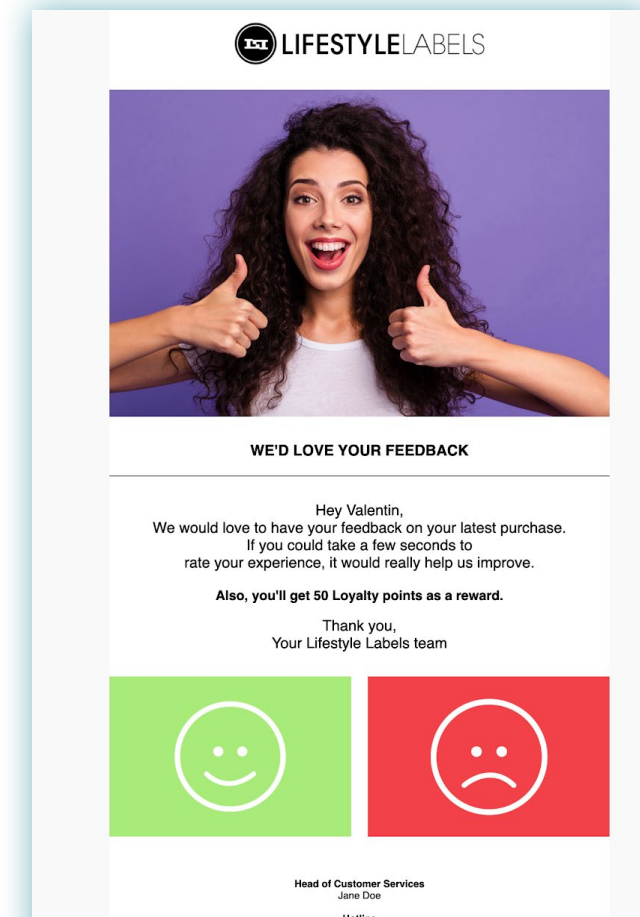 LIFESTYLELABELS
WE'D LOVE YOUR FEEDBACK
Hey Valentin,
We would love to have your feedback on your latest purchase.
If you could take a few seconds to
rate your experience, it would really help us improve.
Also, you'll get 50 Loyalty points as a reward.
Thank you,
Your Lifestyle Labels team
Head of Customer Services
Jane Doe